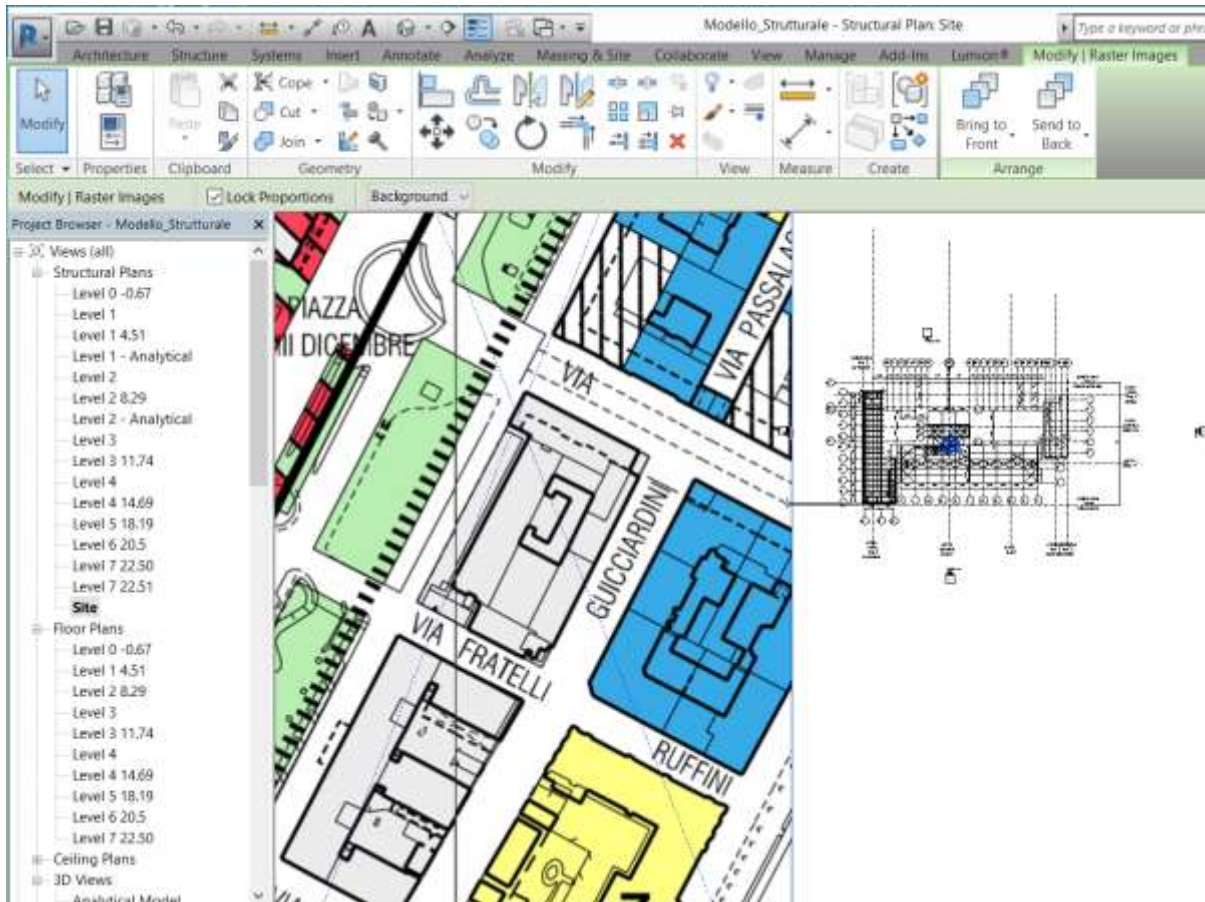 Modello_Strutturale - Structural Plan: Site
Type a keyword or phra
Architecture Structure Systems Insert Annotate Analyze Massing & Site Collaborate View Manage Add-Ins Lumion® Modify | Raster Images
Cope
Modify
Paste
Cut
Join
Bring to Front
Send to Back
Select Properties Clipboard Geometry Modify View Measure Create Arrange
Modify | Raster Images Lock Proportions Background
Project Browser - Modello_Strutturale
Views (all)
Structural Plans
Level 0 -0.67
Level 1
Level 1 4.51
Level 1 - Analytical
Level 2
Level 2 8.29
Level 2 - Analytical
Level 3
Level 3 11.74
Level 4
Level 4 14.69
Level 5 18.19
Level 6 20.5
Level 7 22.50
Level 7 22.51
Site
Floor Plans
Level 0 -0.67
Level 1 4.51
Level 2 8.29
Level 3
Level 3 11.74
Level 4
Level 4 14.69
Level 5 18.19
Level 6 20.5
Level 7 22.50
Ceiling Plans
3D Views
Analytical Model
PIAZZA
III DICEMBRE
VIA PASSALA
VIA
GUICCIARDINI
VIA FRATELLI
RUFFINI
VIA